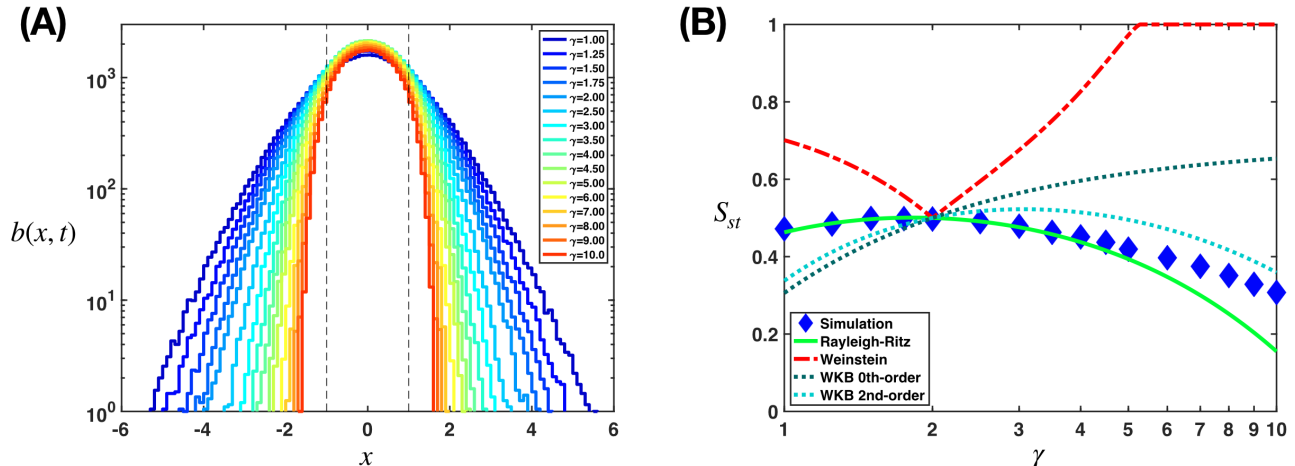 (A)
10³
10²
10¹
10⁰
b(x, t)
-6 -4 -2 0 2 4 6
x
γ=1.00
γ=1.25
γ=1.50
γ=1.75
γ=2.00
γ=2.50
γ=3.00
γ=3.50
γ=4.00
γ=4.50
γ=5.00
γ=6.00
γ=7.00
γ=8.00
γ=9.00
γ=10.0
(B)
1
0.8
0.6
0.4
0.2
0
S_st
Simulation
Rayleigh-Ritz
Weinstein
WKB 0th-order
WKB 2nd-order
1 2 3 4 5 6 7 8 9 10
γ